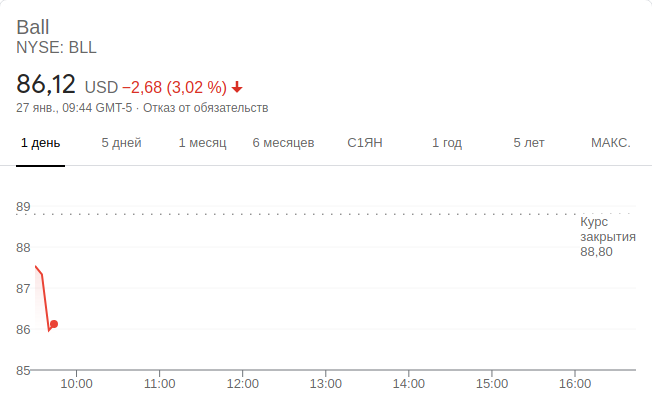 Ball
NYSE: BLL
86,12 USD −2,68 (3,02 %)
27 янв., 09:44 GMT-5 · Отказ от обязательств
1 день 5 дней 1 месяц 6 месяцев С1ЯН 1 год 5 лет МАКС.
89
Курс
закрытия
88,80
88
87
86
85
10:00 11:00 12:00 13:00 14:00 15:00 16:00